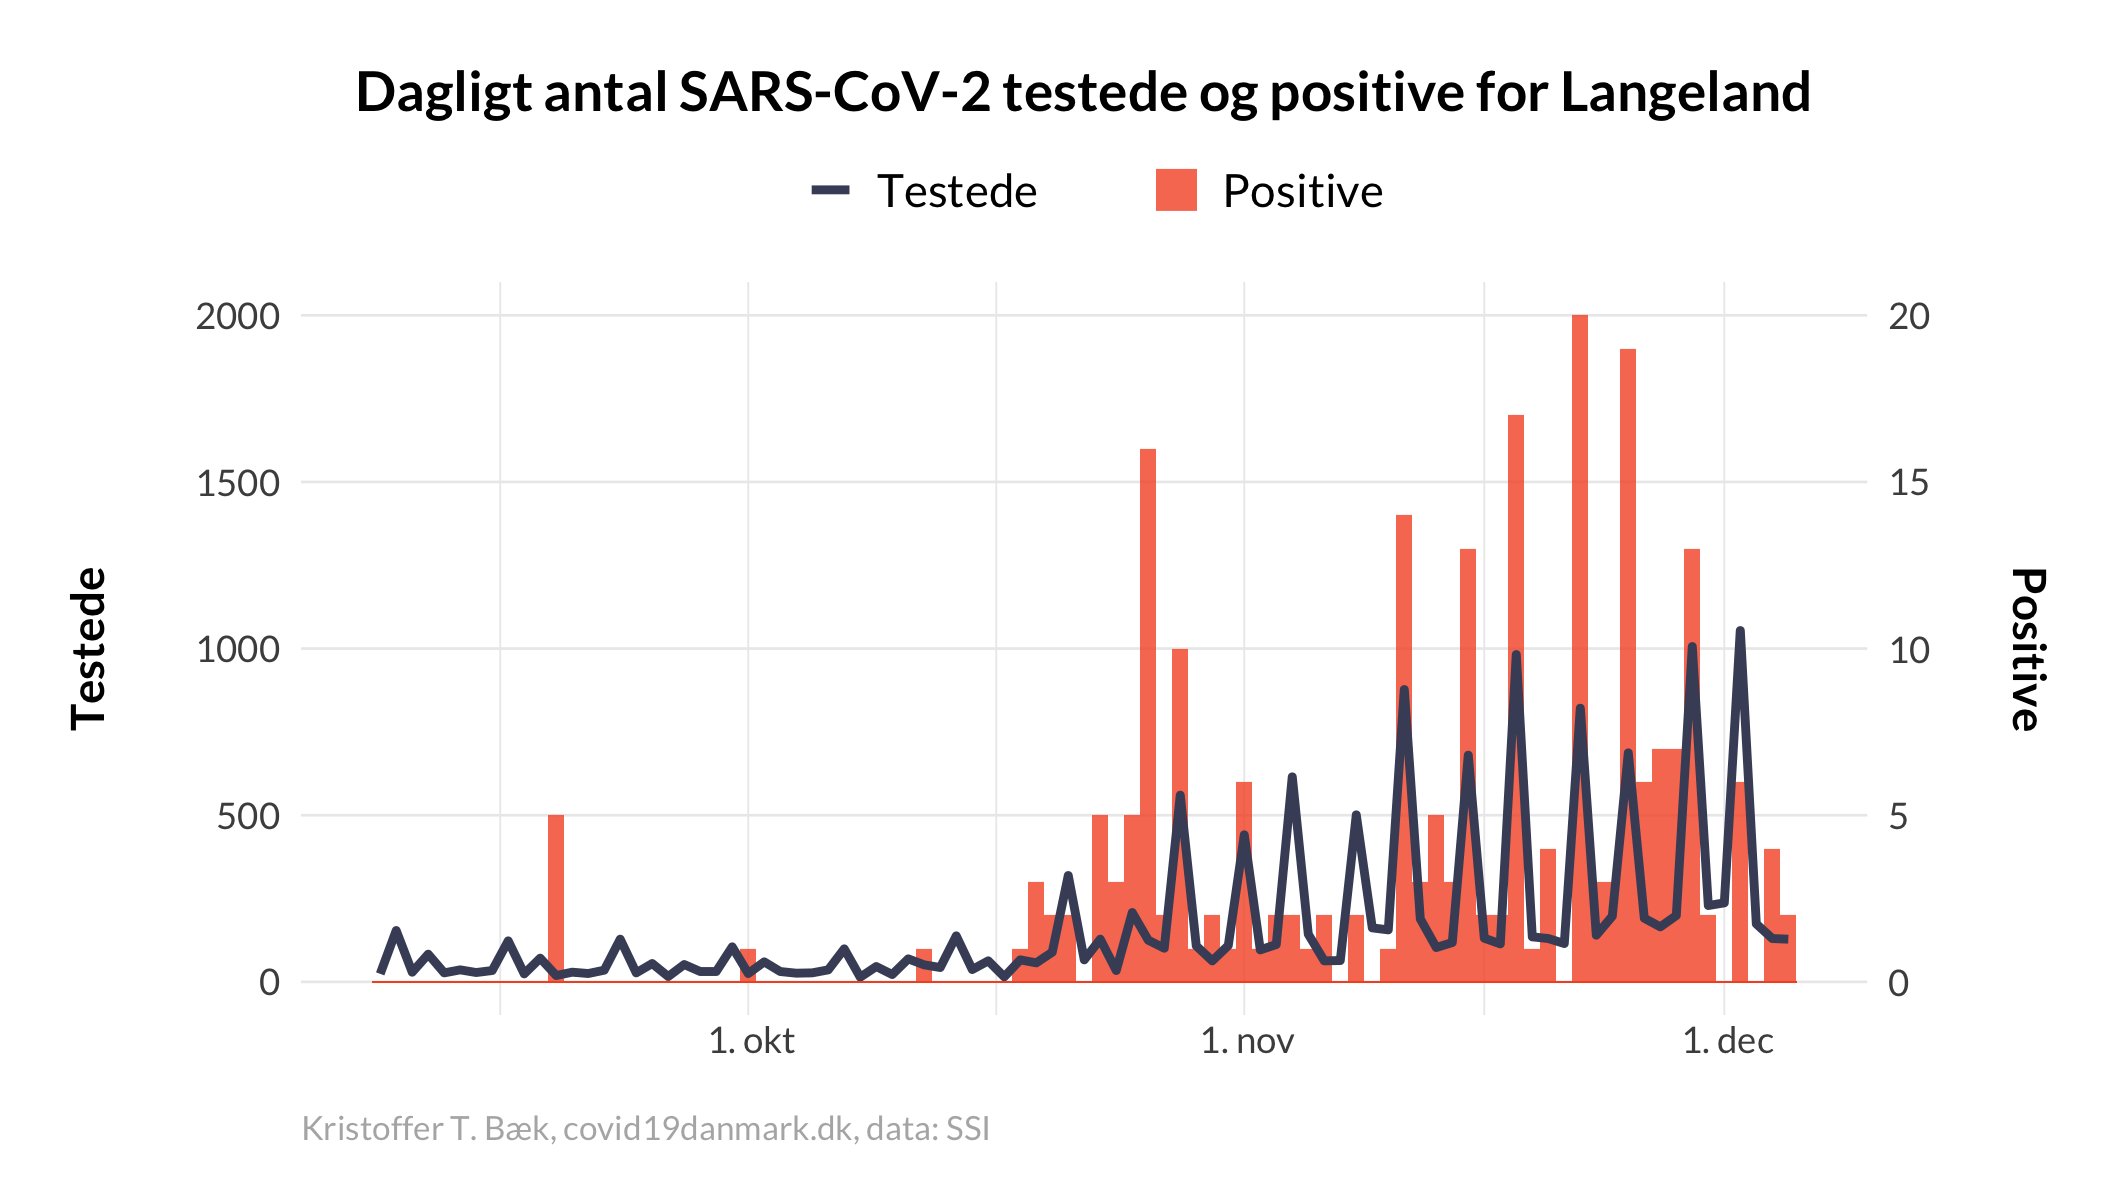 Dagligt antal SARS-CoV-2 testede og positive for Langeland
Testede Positive
2000 20
1500 15
1000 10
500 5
0 0
Testede
Positive
1. okt 1. nov 1. dec
Kristoffer T. Bæk, covid19danmark.dk, data: SSI